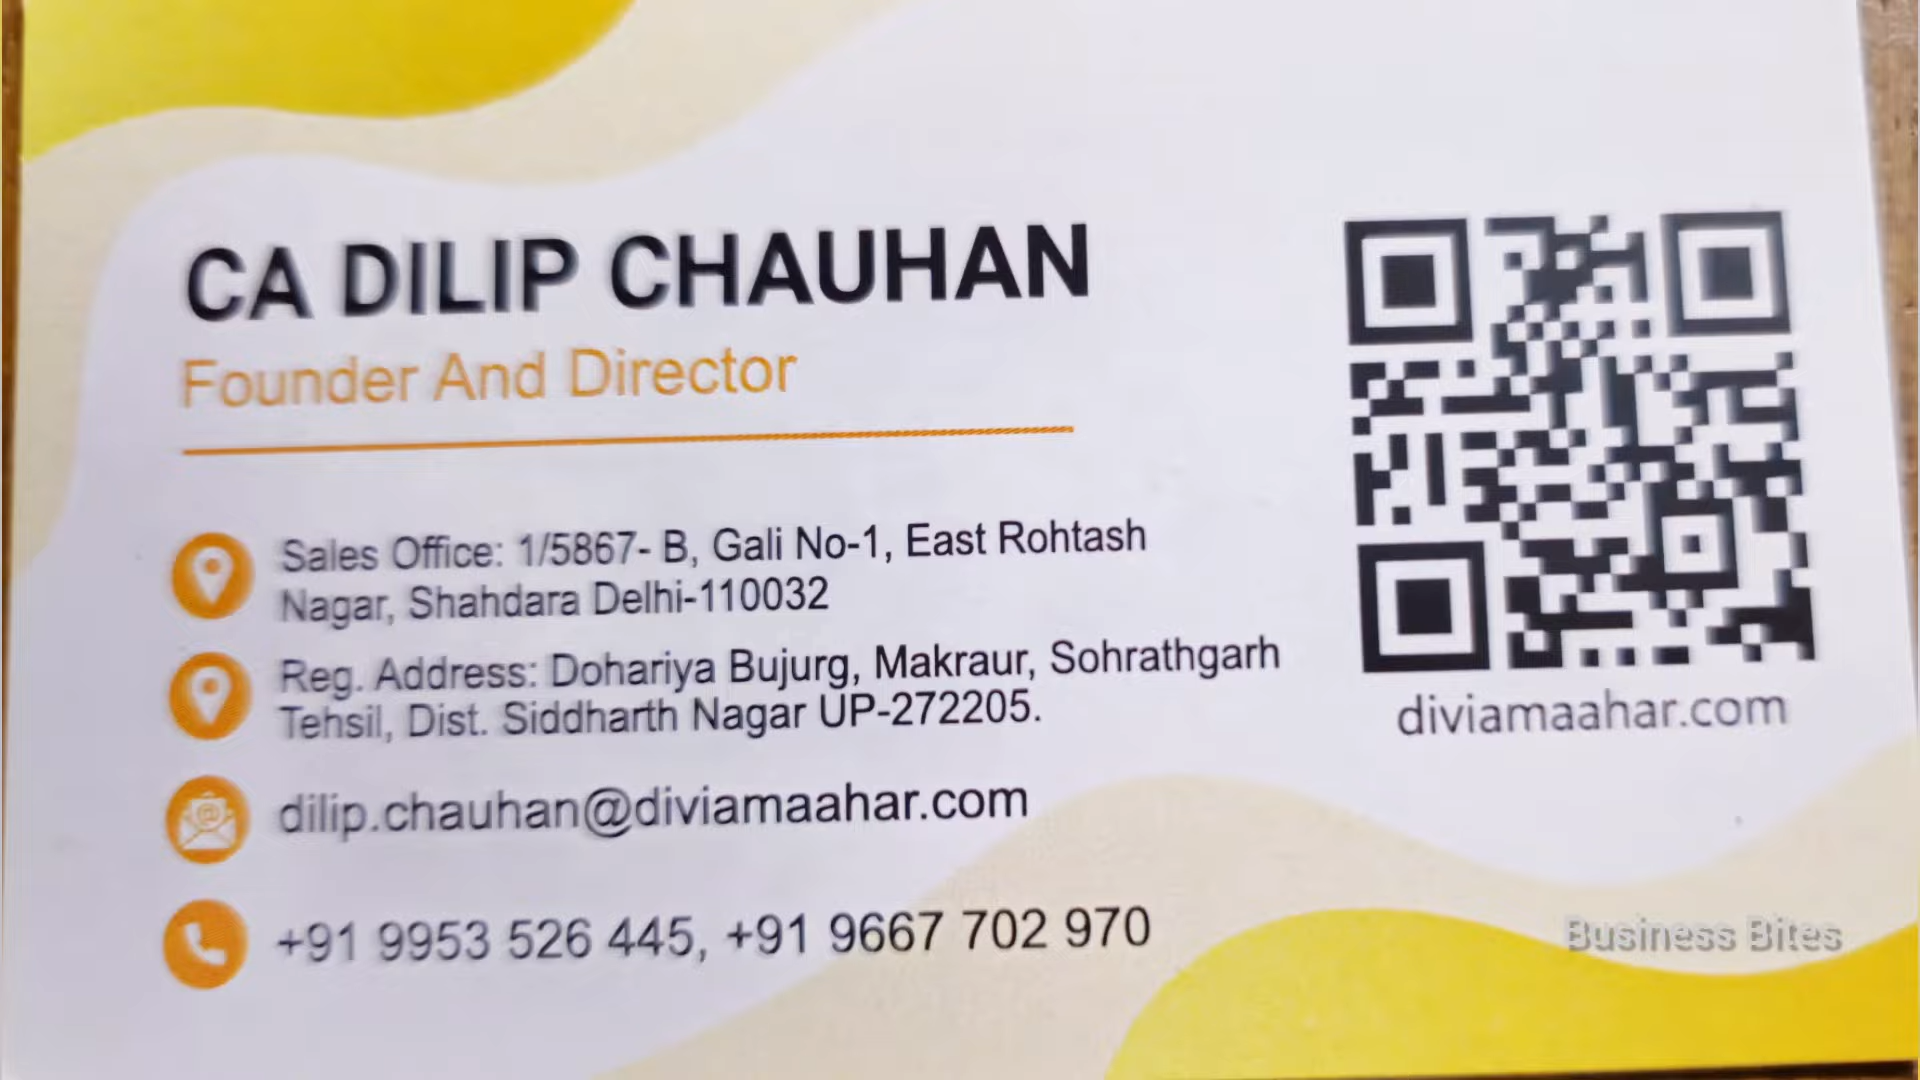 CA DILIP CHAUHAN
Founder And Director
Sales Office: 1/5867- B, Gali No-1, East Rohtash
Nagar, Shahdara Delhi-110032
Reg. Address: Dohariya Bujurg, Makraur, Sohrathgarh
Tehsil, Dist. Siddharth Nagar UP-272205.
dilip.chauhan@diviamaahar.com
+91 9953 526 445, +91 9667 702 970
diviamaahar.com
Business Bites